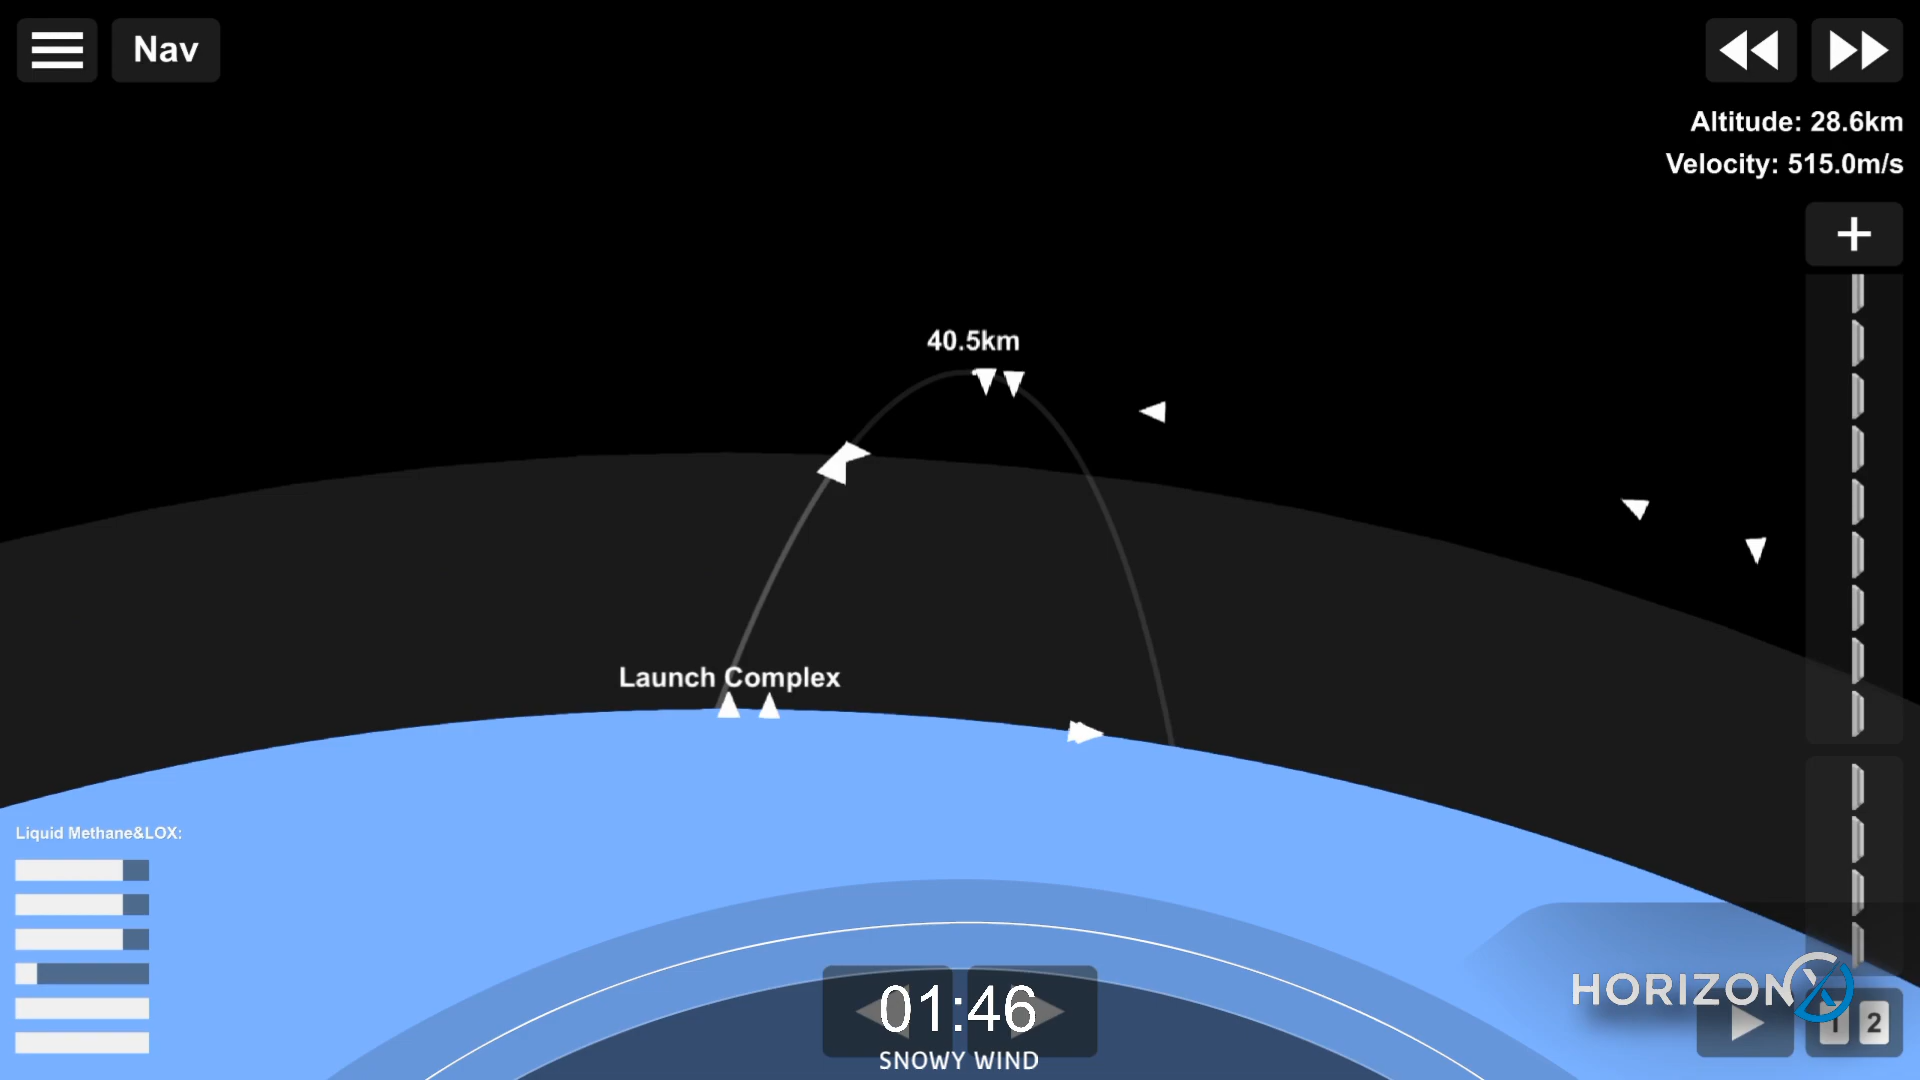 Nav
Altitude: 28.6km
Velocity: 515.0m/s
40.5km
Launch Complex
Liquid Methane&LOX:
01:46
SNOWY WIND
HORIZON X
1 2